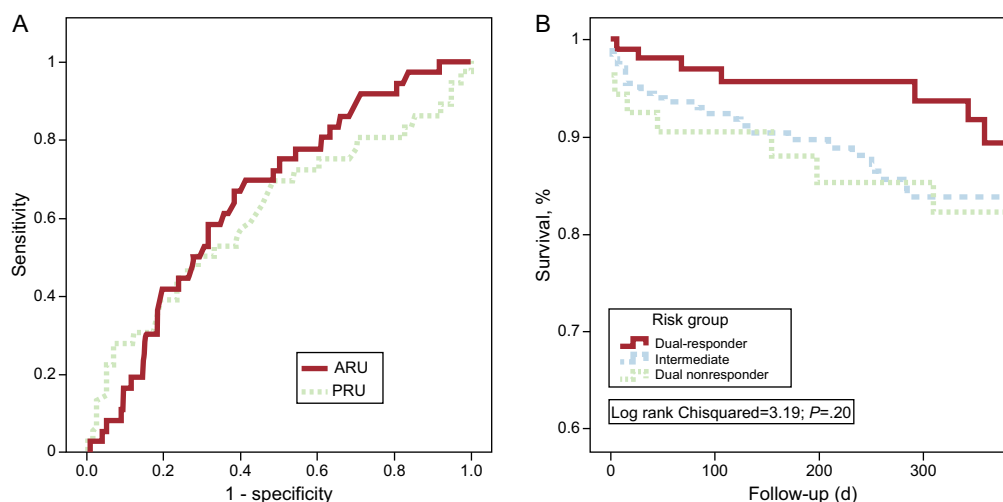 A
Sensitivity
1.0
0.8
0.6
0.4
0.2
0
0.0
0.2
0.4
0.6
0.8
1.0
1 - specificity
ARU
PRU
B
Survival, %
1
0.9
0.8
0.7
0.6
0
100
200
300
Follow-up (d)
Risk group
Dual-responder
Intermediate
Dual nonresponder
Log rank Chisquared=3.19; P=.20